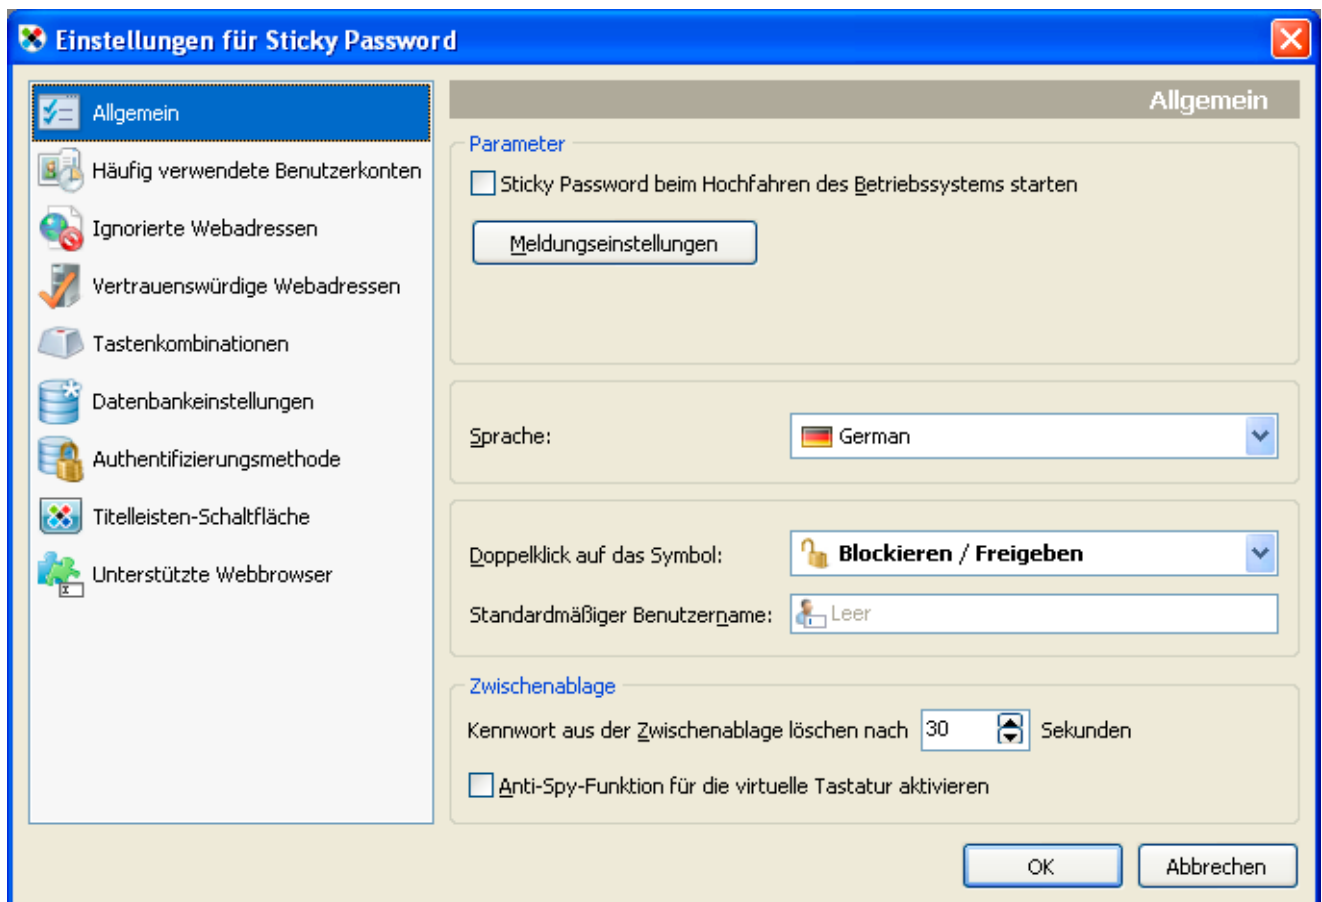 Einstellungen für Sticky Password
Allgemein
Häufig verwendete Benutzerkonten
Ignorierte Webadressen
Vertrauenswürdige Webadressen
Tastenkombinationen
Datenbankeinstellungen
Authentifizierungsmethode
Titelleisten-Schaltfläche
Unterstützte Webbrowser
Allgemein
Parameter
Sticky Password beim Hochfahren des Betriebssystems starten
Meldungseinstellungen
Sprache: German
Doppelklick auf das Symbol: Blockieren / Freigeben
Standardmäßiger Benutzername: Leer
Zwischenablage
Kennwort aus der Zwischenablage löschen nach 30 Sekunden
Anti-Spy-Funktion für die virtuelle Tastatur aktivieren
OK Abbrechen